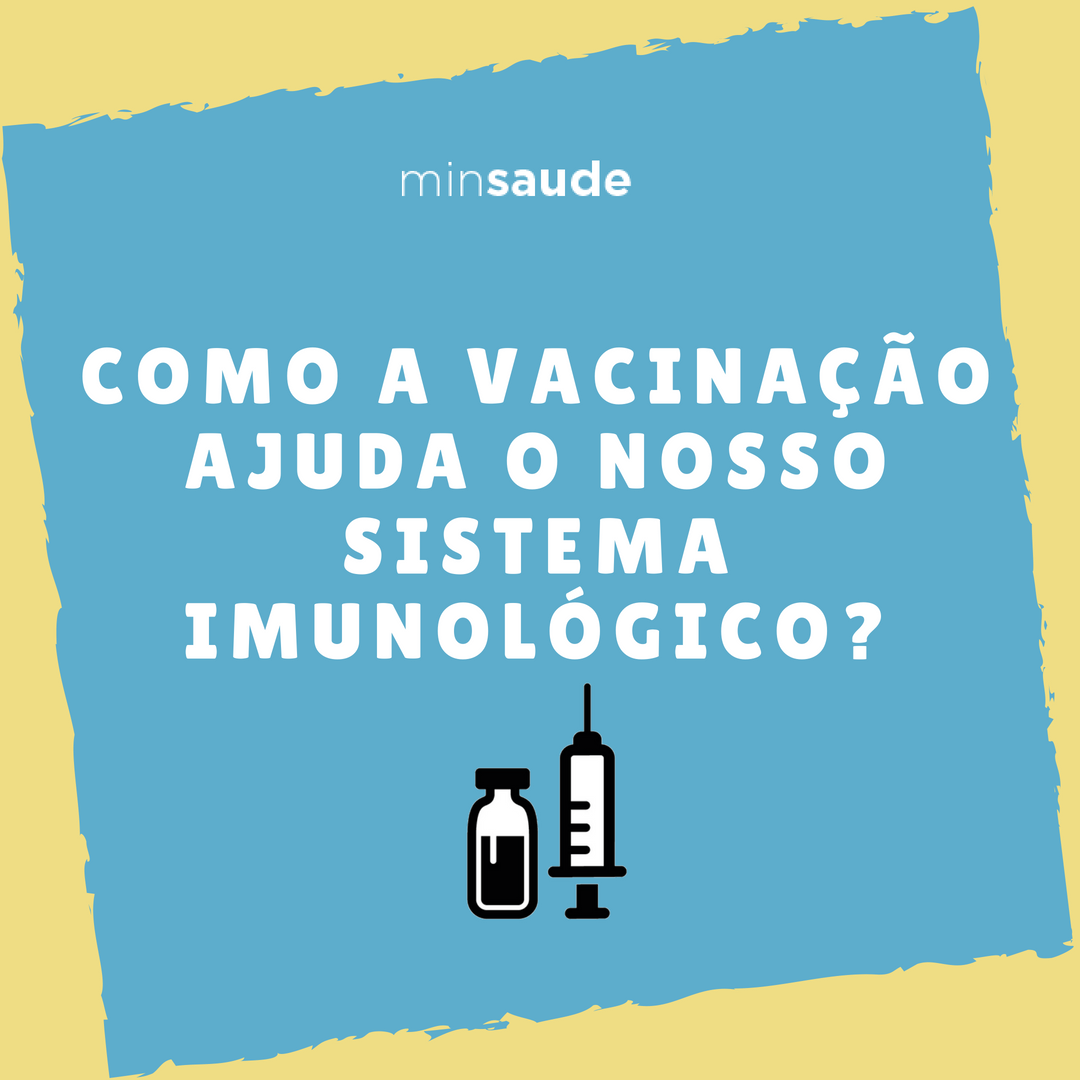 minsaude
COMO A VACINAÇÃO
AJUDA O NOSSO
SISTEMA
IMUNOLÓGICO?